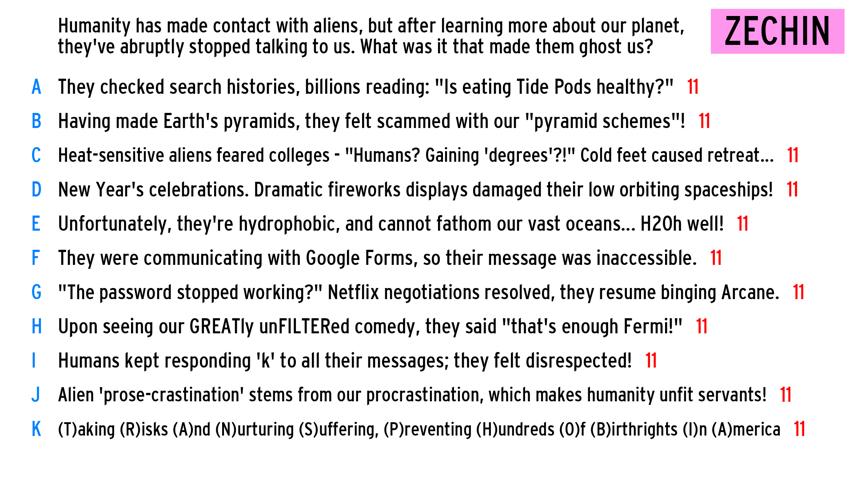 Humanity has made contact with aliens, but after learning more about our planet,
they've abruptly stopped talking to us. What was it that made them ghost us?
ZECHIN
A They checked search histories, billions reading: "Is eating Tide Pods healthy?" 11
B Having made Earth's pyramids, they felt scammed with our "pyramid schemes"! 11
C Heat-sensitive aliens feared colleges - "Humans? Gaining 'degrees'?!" Cold feet caused retreat... 11
D New Year's celebrations. Dramatic fireworks displays damaged their low orbiting spaceships! 11
E Unfortunately, they're hydrophobic, and cannot fathom our vast oceans... H2Oh well! 11
F They were communicating with Google Forms, so their message was inaccessible. 11
G "The password stopped working?" Netflix negotiations resolved, they resume binging Arcane. 11
H Upon seeing our GREATly unFILTERed comedy, they said "that's enough Fermi!" 11
I Humans kept responding 'k' to all their messages; they felt disrespected! 11
J Alien 'prose-crastination' stems from our procrastination, which makes humanity unfit servants! 11
K (T)aking (R)isks (A)nd (N)urturing (S)uffering, (P)reventing (H)undreds (O)f (B)irthrights (I)n (A)merica 11